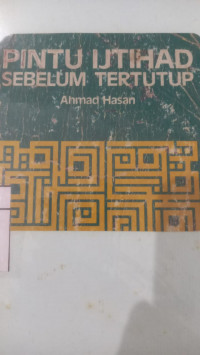 PINTU IJTIHAD
SEBELUM TERTUTUP
Ahmad Hasan